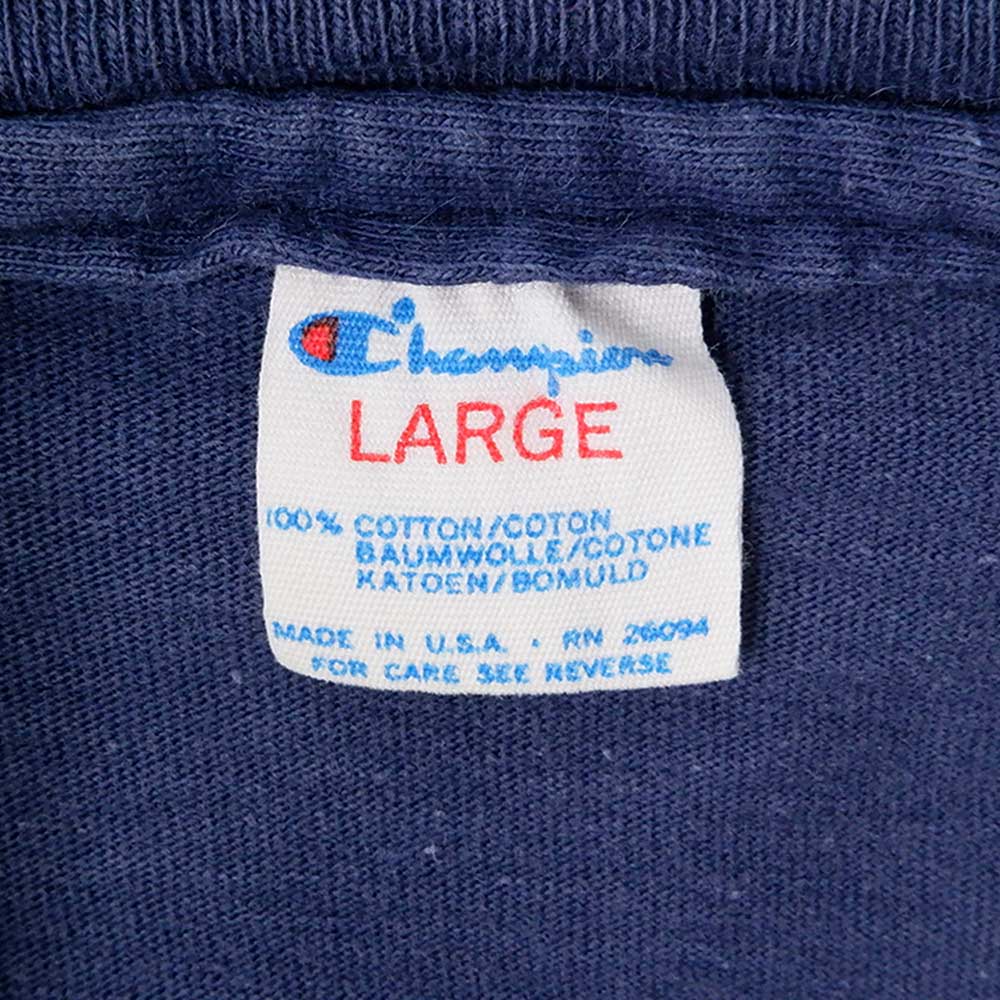 Champion
LARGE
100% COTTON/COTON
BAUMWOLLE/COTONE
KATOEN/BOMULD
MADE IN U.S.A. · RN 26094
FOR CARE SEE REVERSE